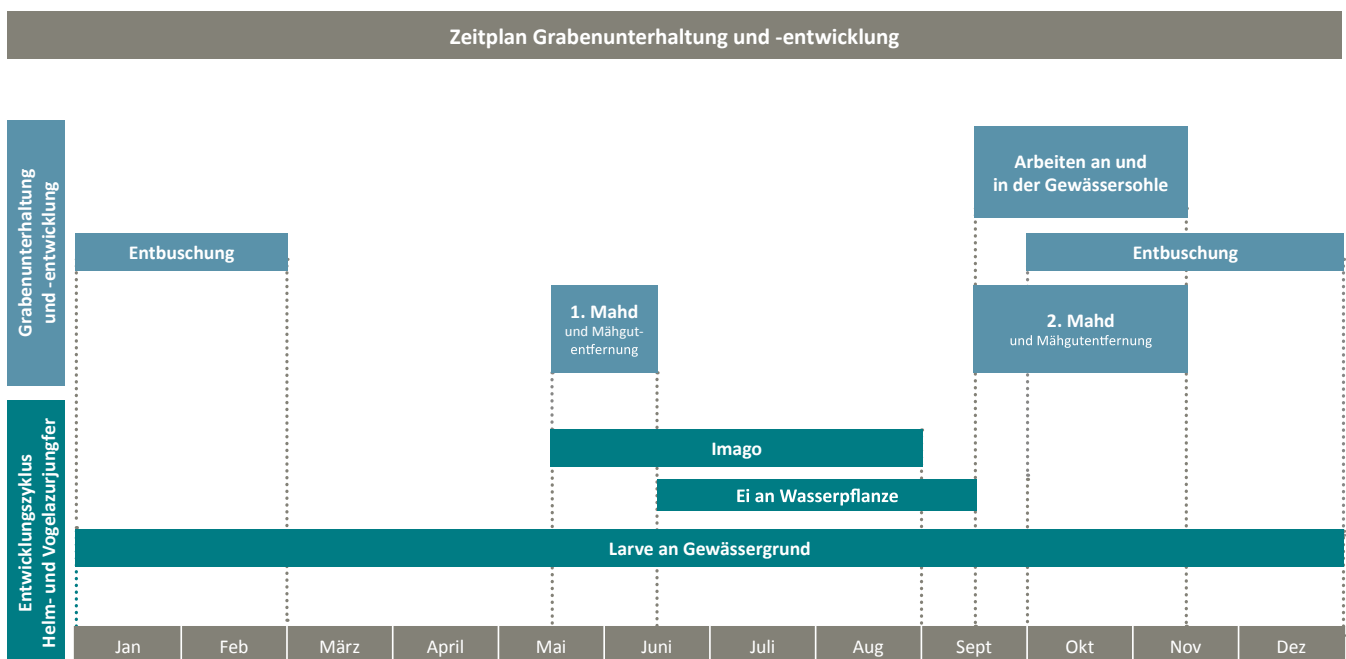 Zeitplan Grabenunterhaltung und -entwicklung
Grabenunterhaltung
und -entwicklung
Arbeiten an und
in der Gewässersohle
Entbuschung
Entbuschung
1. Mahd
und Mähgut-
entfernung
2. Mahd
und Mähgutentfernung
Entwicklungszyklus
Helm- und Vogelazurjungfer
Imago
Ei an Wasserpflanze
Larve an Gewässergrund
Jan
Feb
März
April
Mai
Juni
Juli
Aug
Sept
Okt
Nov
Dez